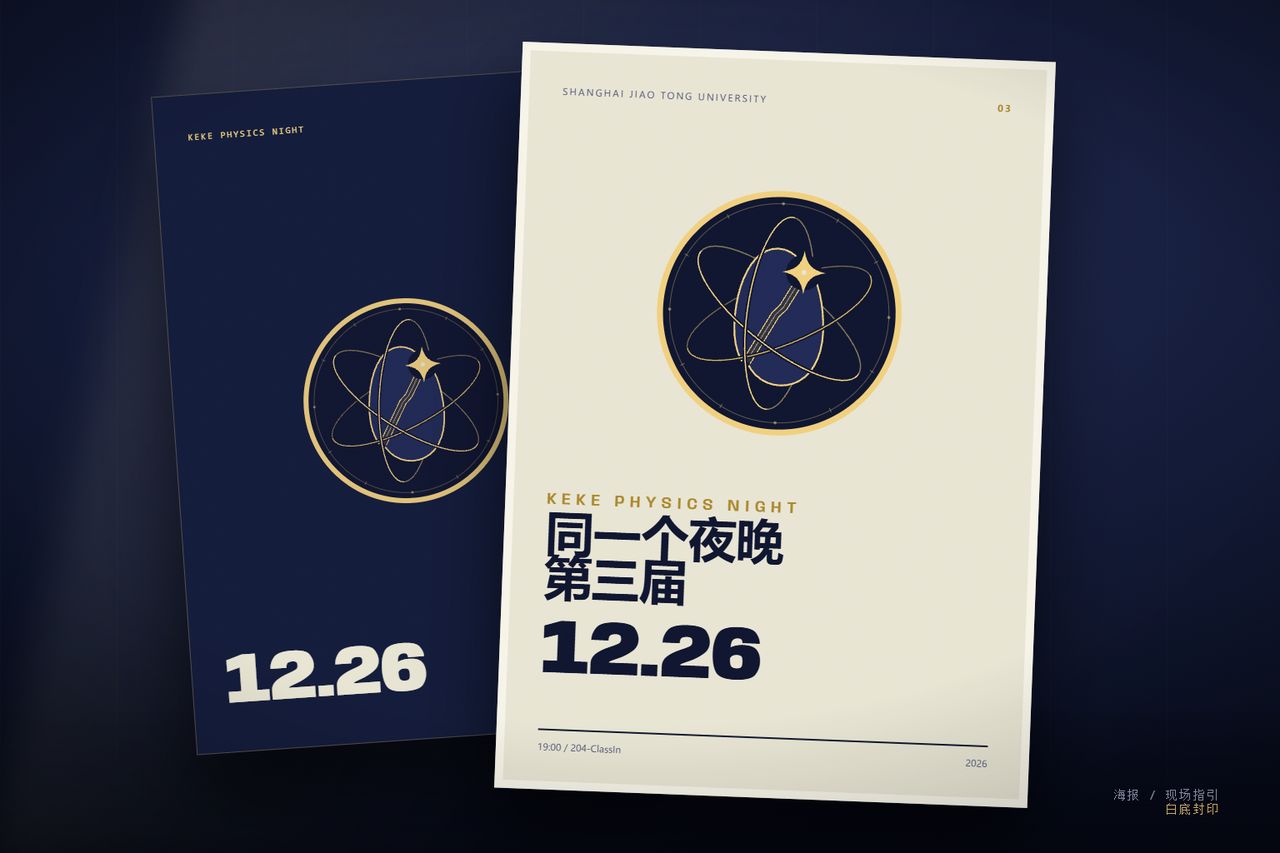 KEKE PHYSICS NIGHT
12.26
SHANGHAI JIAO TONG UNIVERSITY
03
KEKE PHYSICS NIGHT
同一个夜晚
第三届
12.26
19:00 / 204-ClassIn
2026
海报 / 现场指引
白底封印